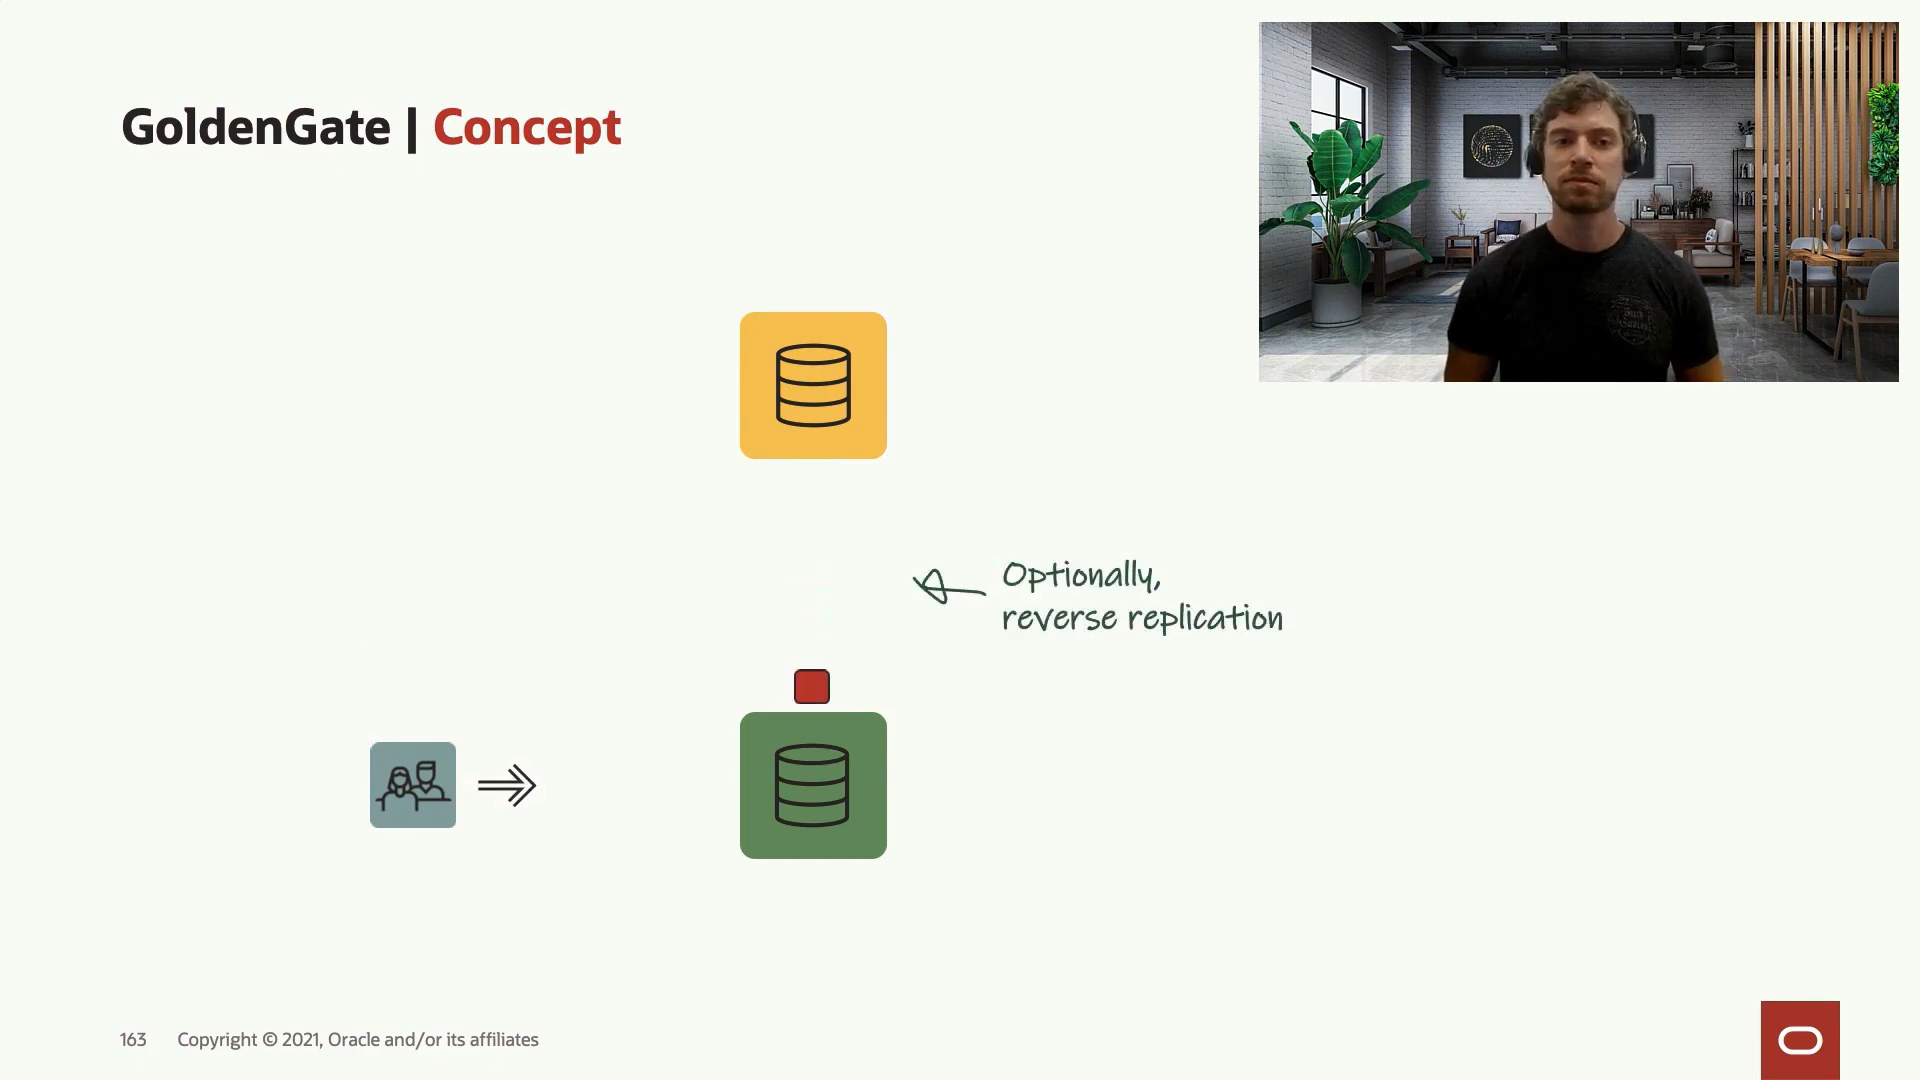 GoldenGate | Concept
Optionally,
reverse replication
163 Copyright © 2021, Oracle and/or its affiliates